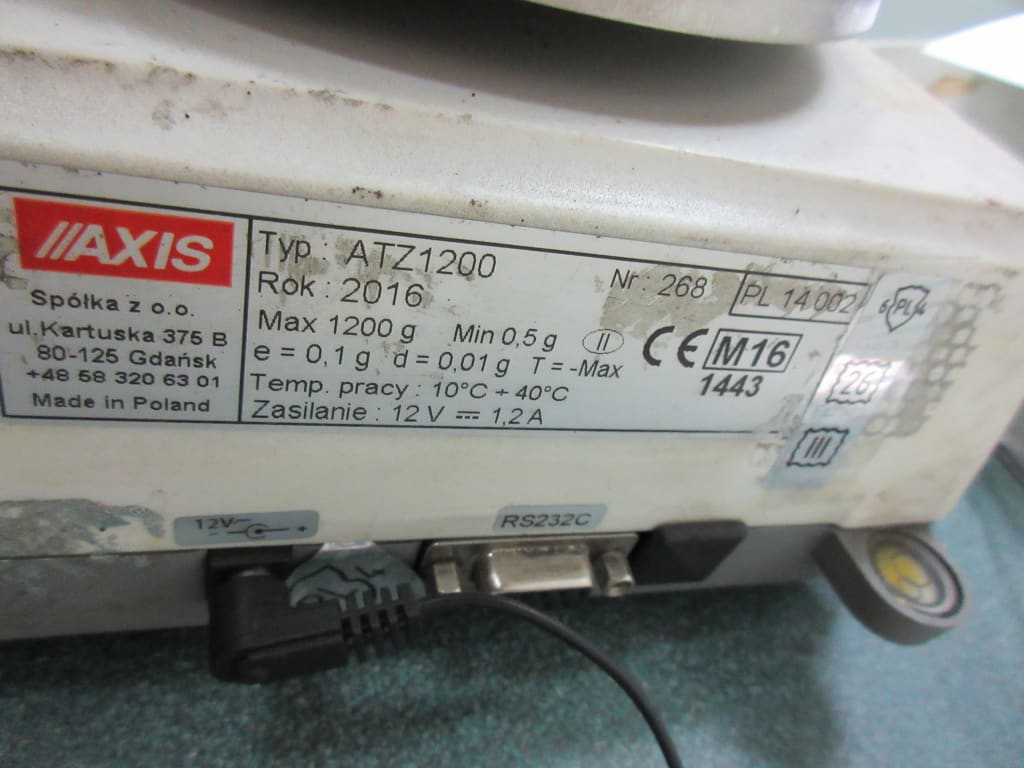 AXIS
Spółka z o.o.
ul.Kartuska 375 B
80-125 Gdańsk
+48 58 320 63 01
Made in Poland
Typ : ATZ1200
Rok : 2016
Max 1200 g Min 0,5 g II
e = 0,1 g d = 0,01 g T = -Max
Temp. pracy : 10°C ÷ 40°C
Zasilanie : 12 V ⎓ 1,2 A
Nr : 268 PL 14 002
CE M16
1443
6 PL 4
26
III
12V
- +
RS232C